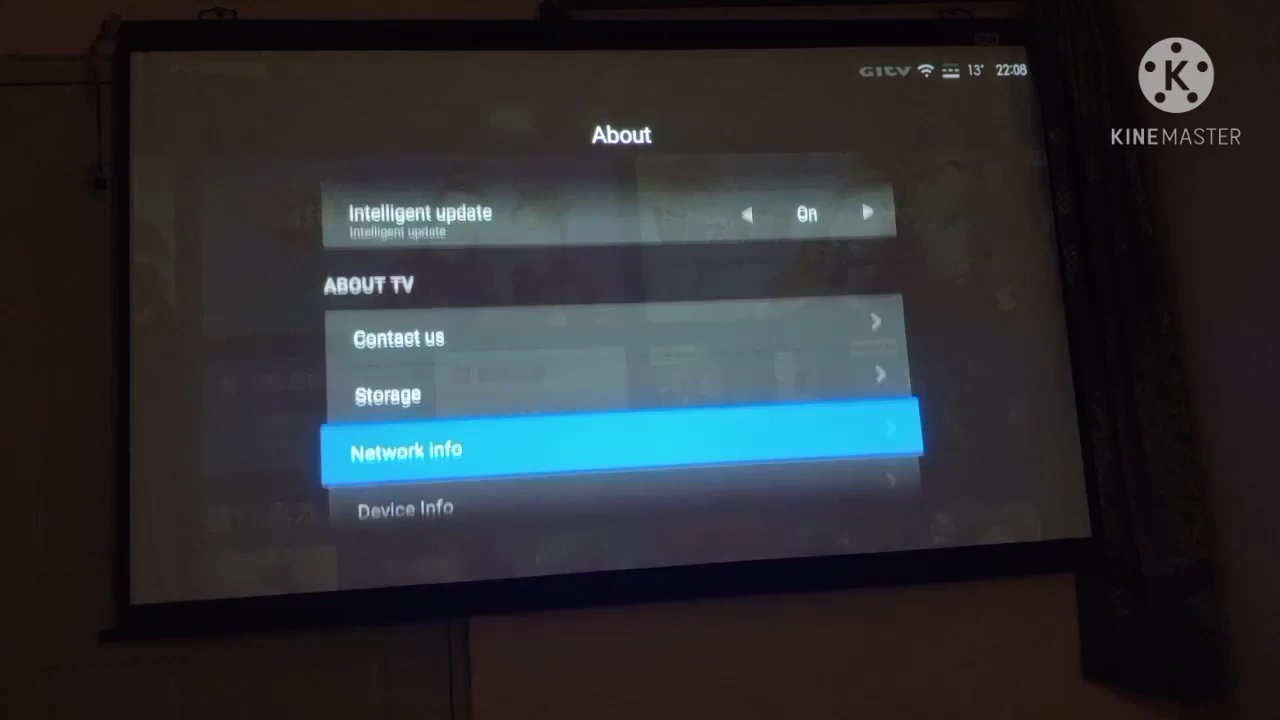 GITV 13° 22:08
K
KINEMASTER
About
Intelligent update On
Intelligent update
ABOUT TV
Contact us
Storage
Network info
Device Info